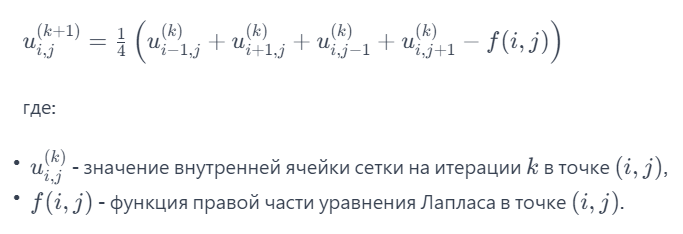 $u_{i,j}^{(k+1)} = \frac{1}{4} \left( u_{i-1,j}^{(k)} + u_{i+1,j}^{(k)} + u_{i,j-1}^{(k)} + u_{i,j+1}^{(k)} - f(i,j) \right)$
где:
• $u_{i,j}^{(k)}$ - значение внутренней ячейки сетки на итерации $k$ в точке $(i, j)$,
• $f(i, j)$ - функция правой части уравнения Лапласа в точке $(i, j)$.